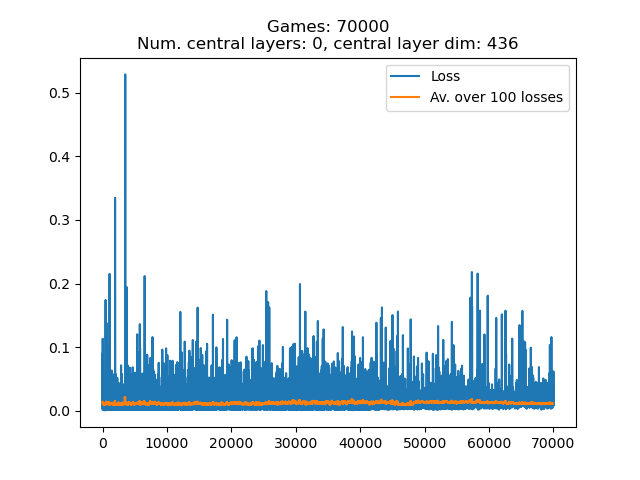 Games: 70000
Num. central layers: 0, central layer dim: 436
Loss
Av. over 100 losses
0.5
0.4
0.3
0.2
0.1
0.0
0 10000 20000 30000 40000 50000 60000 70000